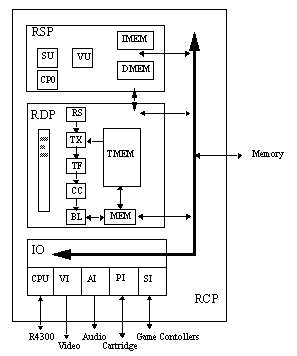 RSP
IMEM
SU
VU
CP0
DMEM
RDP
RS
TX
TMEM
TF
CC
BL
MEM
Memory
IO
CPU
VI
AI
PI
SI
RCP
R4300
Video
Audio
Cartridge
Game Contollers